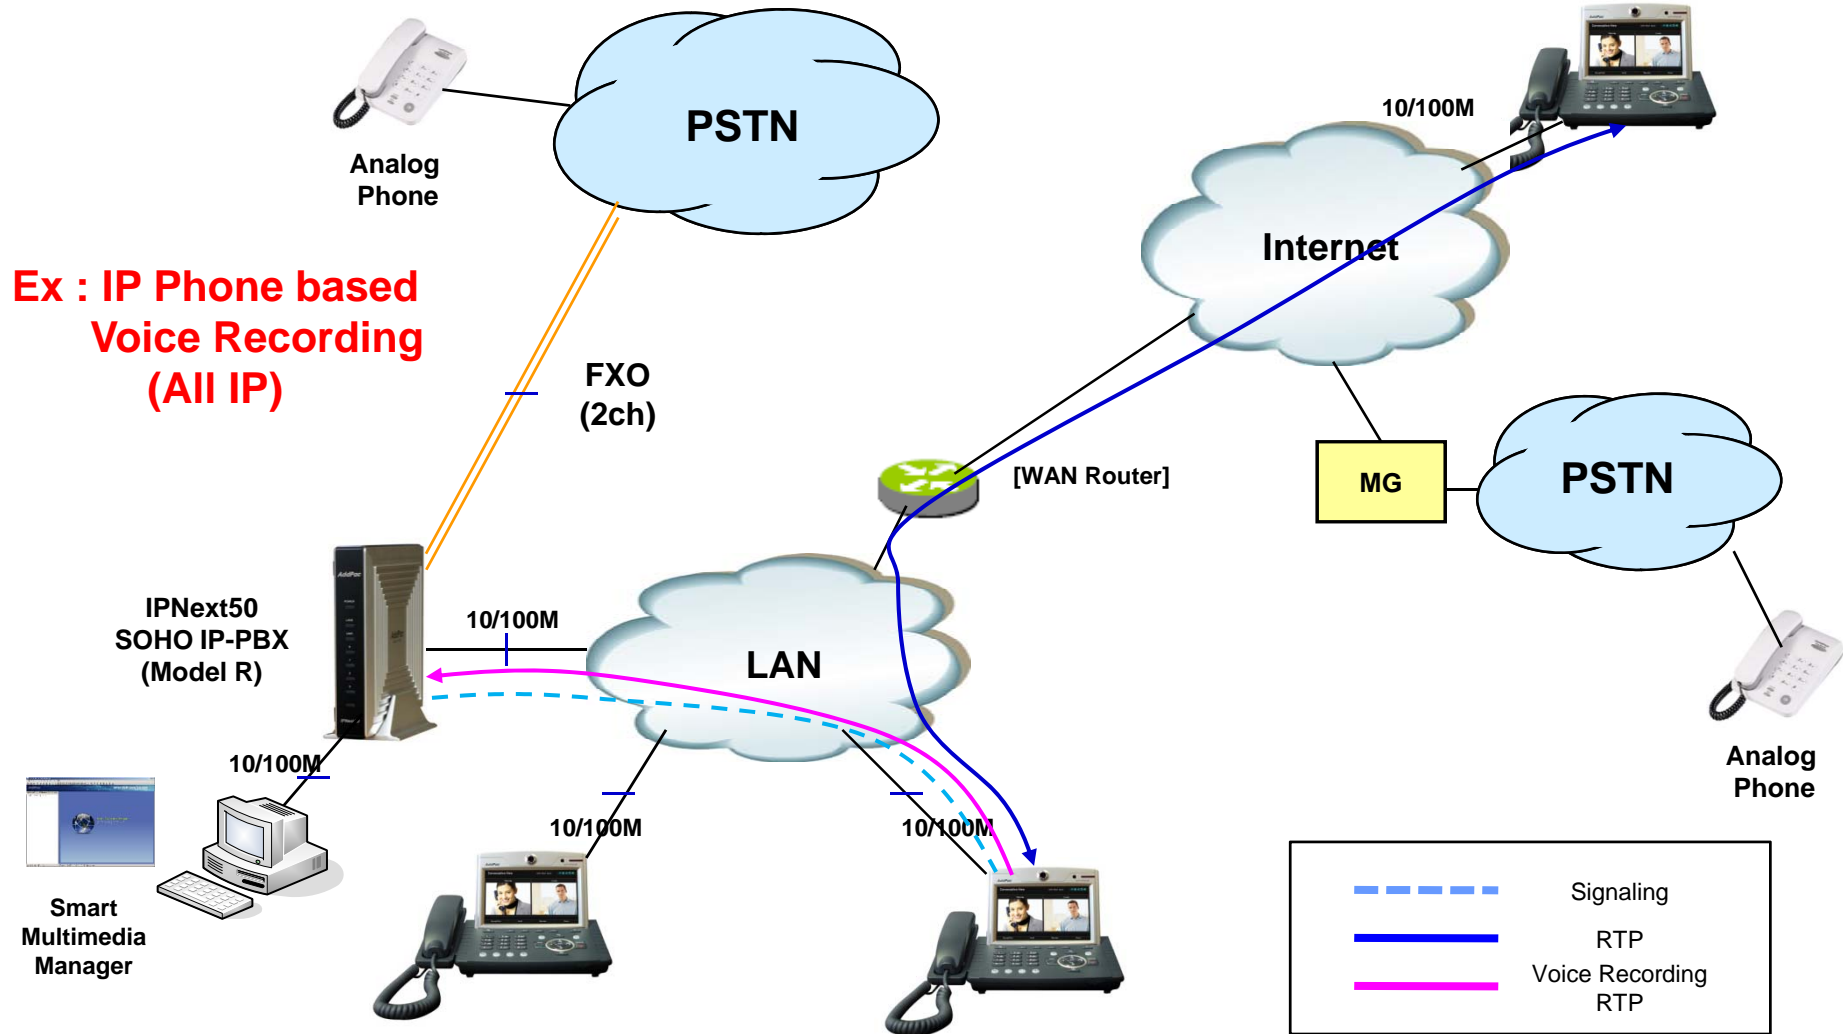 PSTN
Analog
Phone
10/100M
Internet
Ex : IP Phone based
Voice Recording
(All IP)
FXO
(2ch)
[WAN Router]
MG
PSTN
AddPac
IPNext50
SOHO IP-PBX
(Model R)
10/100M
LAN
10/100M
10/100M
10/100M
Analog
Phone
Smart
Multimedia
Manager
Signaling
RTP
Voice Recording
RTP